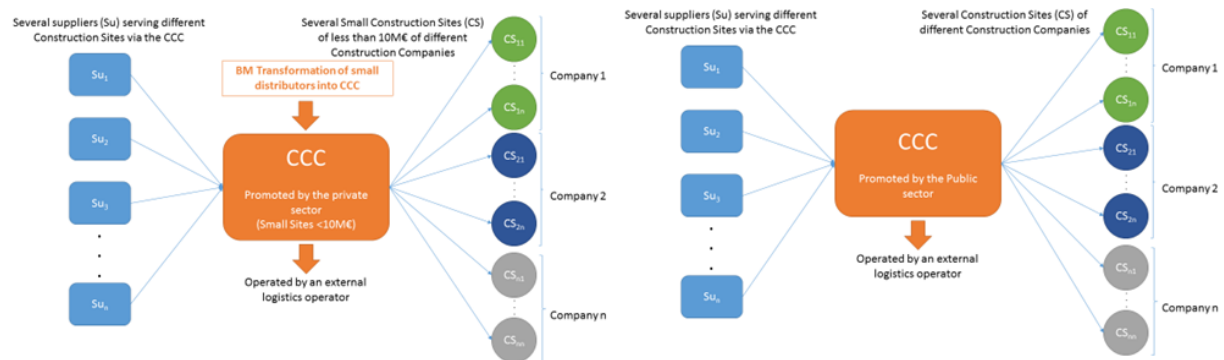 Several suppliers (Su) serving different
Construction Sites via the CCC
Several Small Construction Sites (CS)
of less than 10M€ of different
Construction Companies
BM Transformation of small
distributors into CCC
Su1
Su2
Su3
Sun
CCC
Promoted by the private
sector
(Small Sites <10M€)
Operated by an external
logistics operator
CS11
CS1n
CS21
CS2n
CSn1
CSnn
Company 1
Company 2
Company n
Several suppliers (Su) serving different
Construction Sites via the CCC
Several Construction Sites (CS) of
different Construction Companies
Su1
Su2
Su3
Sun
CCC
Promoted by the Public
sector
Operated by an external
logistics operator
CS11
CS1n
CS21
CS2n
CSn1
CSnn
Company 1
Company 2
Company n